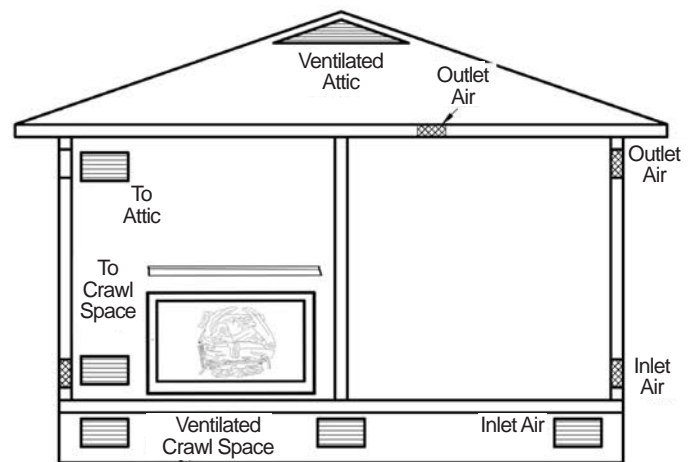 Ventilated
Attic
Outlet
Air
Outlet
Air
To
Attic
To
Crawl
Space
Inlet
Air
Ventilated
Crawl Space
Inlet Air